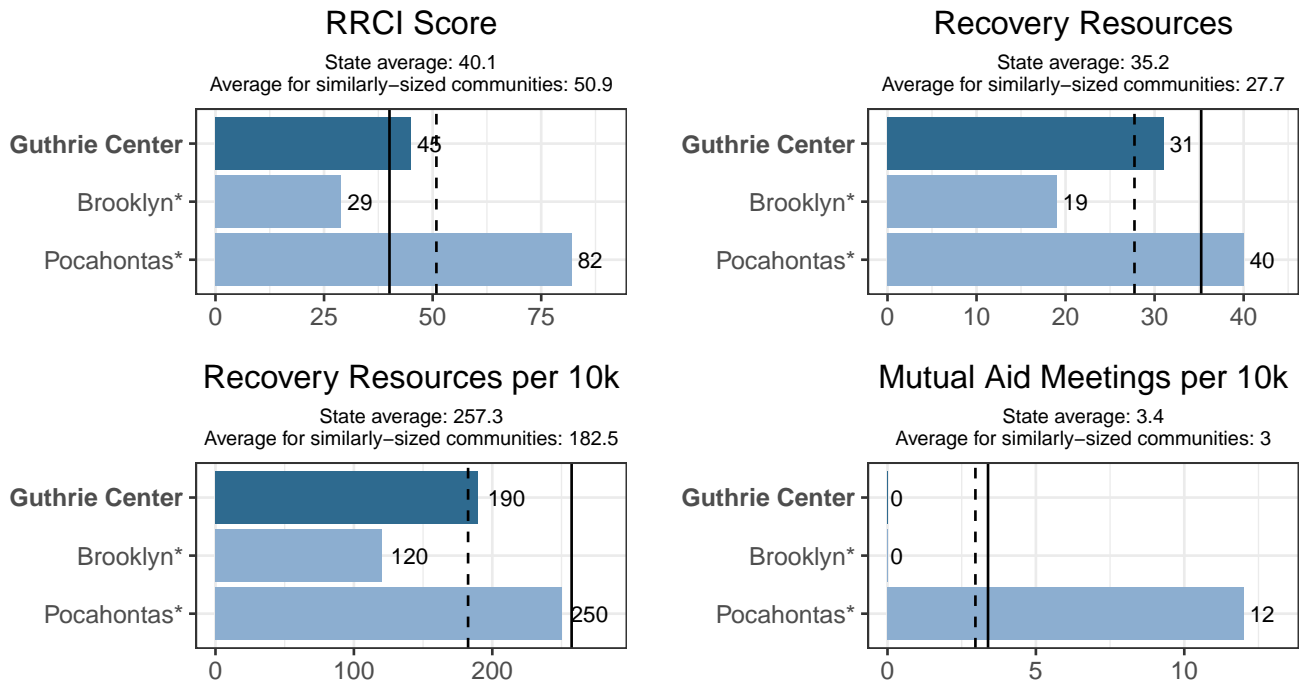 RRCI Score
State average: 40.1
Average for similarly−sized communities: 50.9
Guthrie Center
45
Brooklyn*
29
Pocahontas*
82
0 25 50 75
Recovery Resources
State average: 35.2
Average for similarly−sized communities: 27.7
Guthrie Center
31
Brooklyn*
19
Pocahontas*
40
0 10 20 30 40
Recovery Resources per 10k
State average: 257.3
Average for similarly−sized communities: 182.5
Guthrie Center
190
Brooklyn*
120
Pocahontas*
250
0 100 200
Mutual Aid Meetings per 10k
State average: 3.4
Average for similarly−sized communities: 3
Guthrie Center
0
Brooklyn*
0
Pocahontas*
12
0 5 10